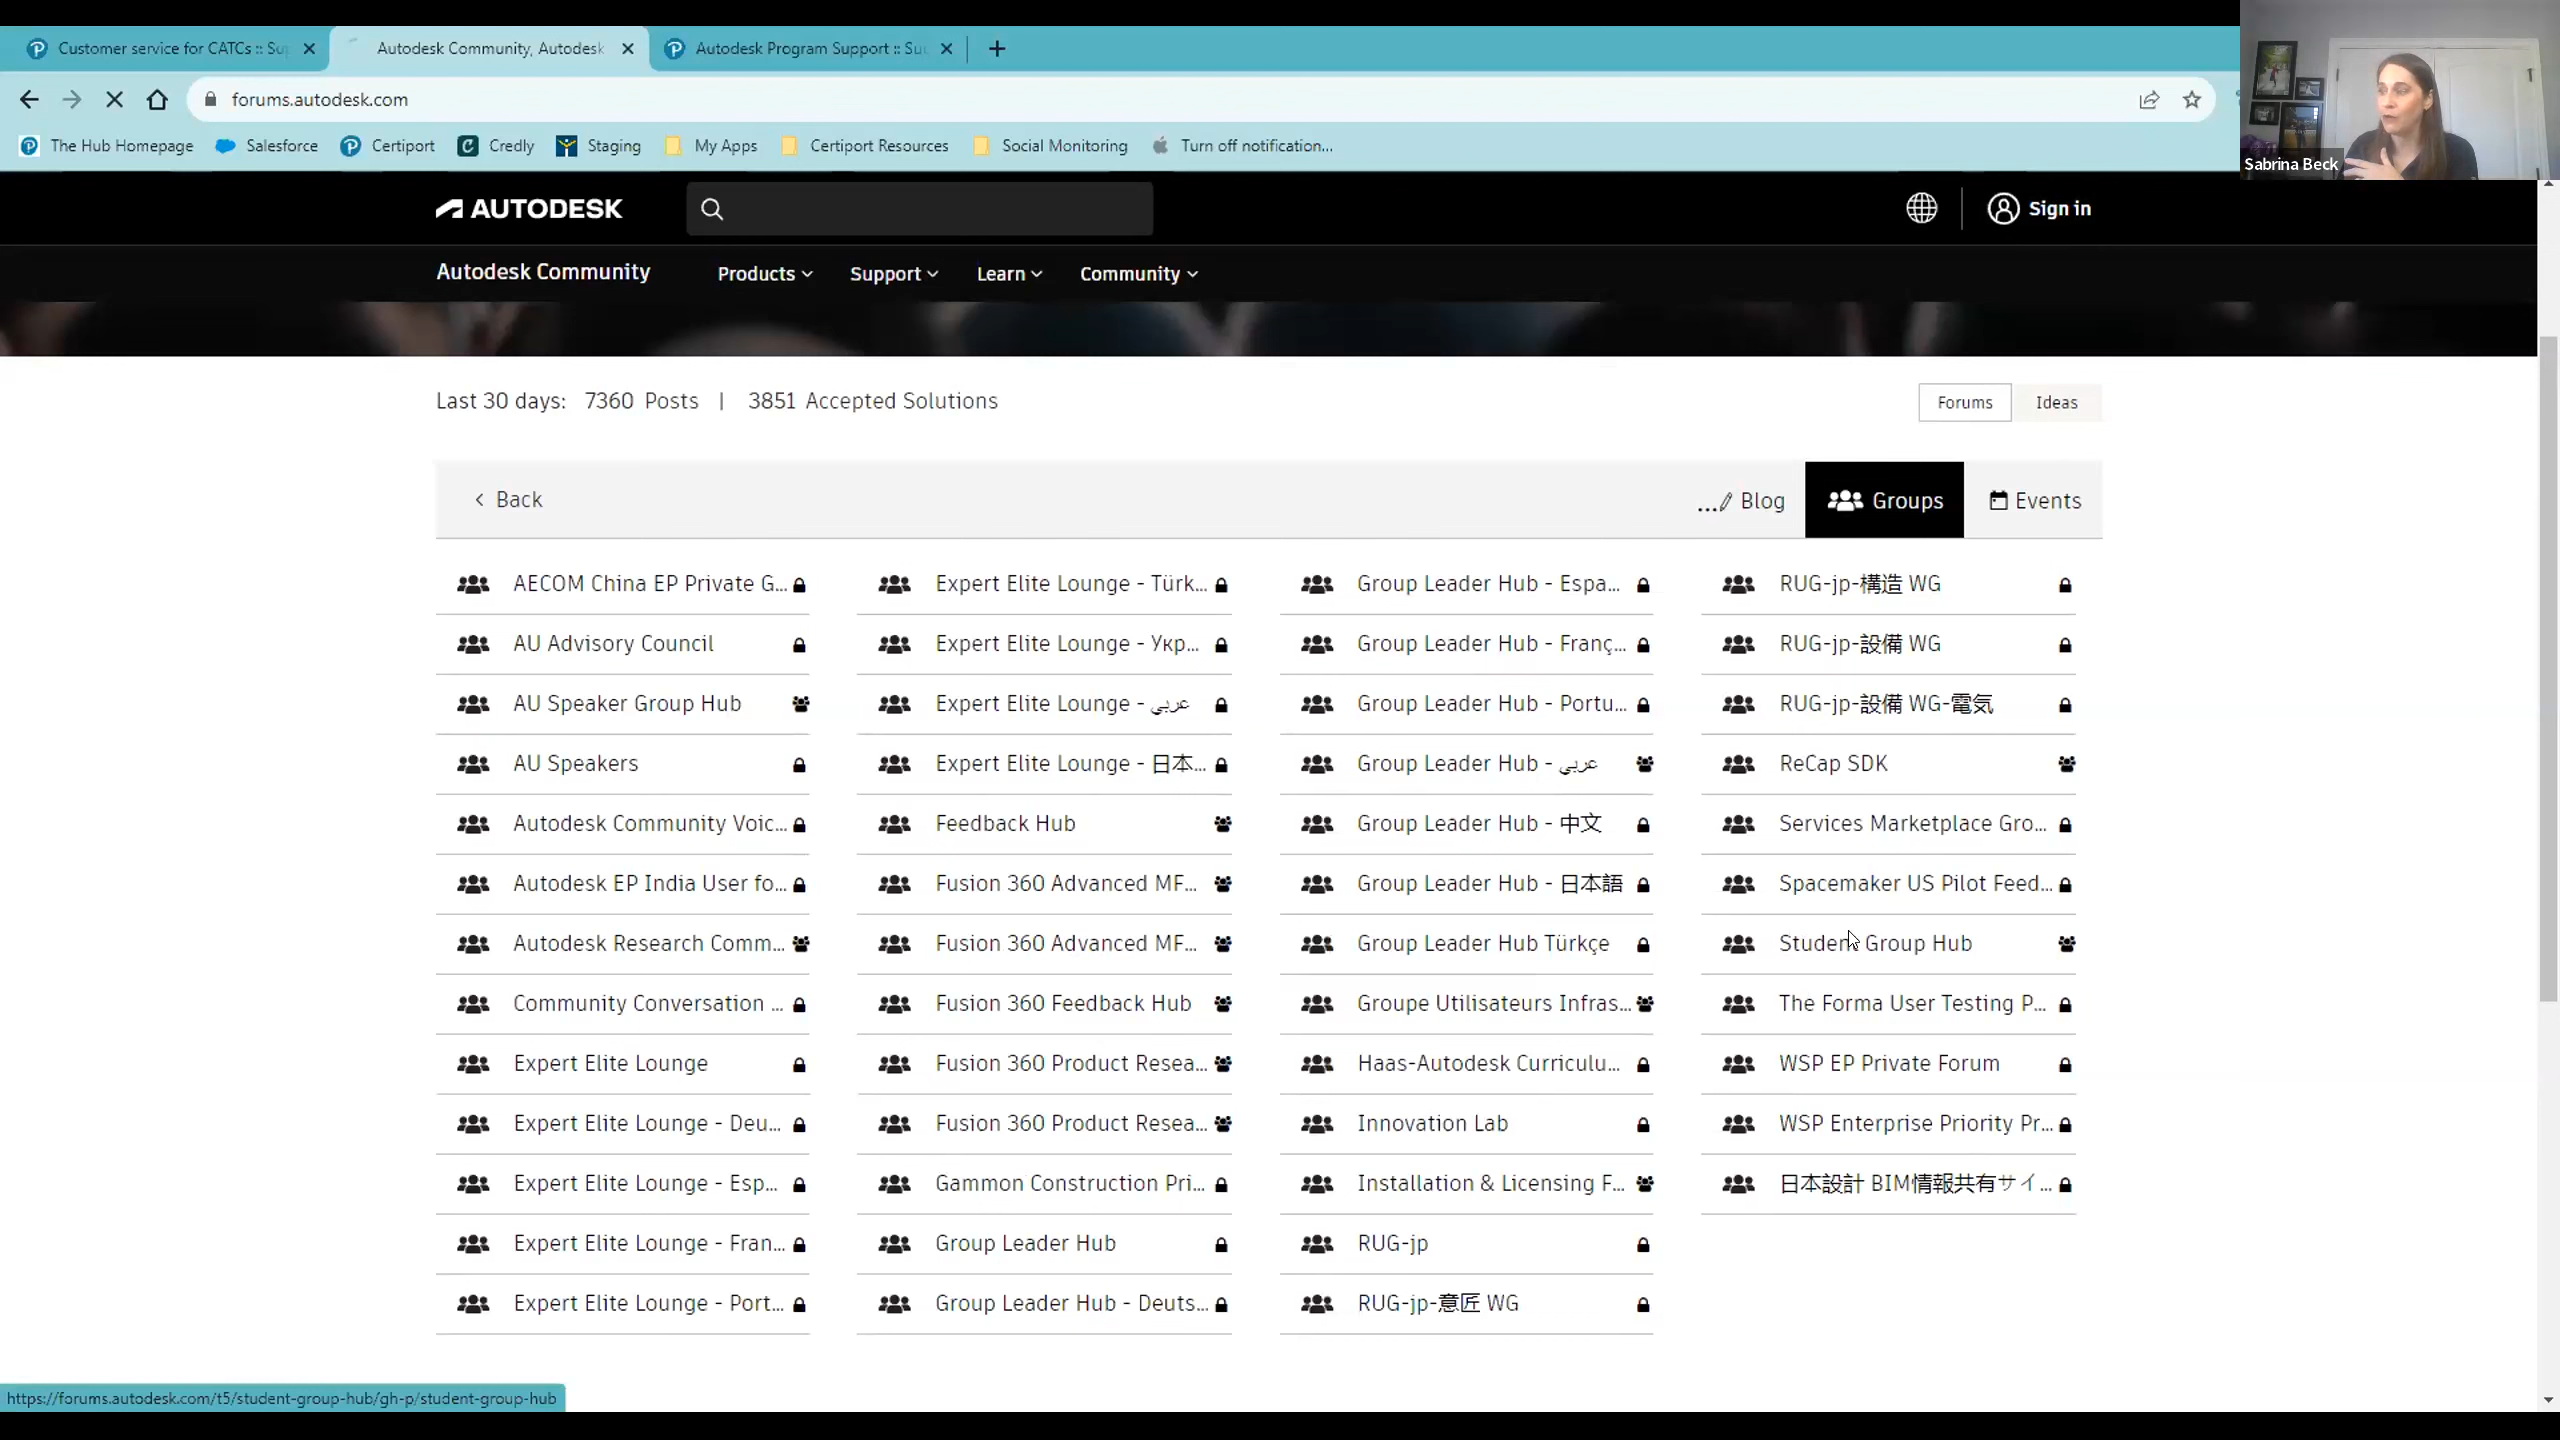 Customer service for CATCs :: Su
Autodesk Community, Autodesk
Autodesk Program Support :: Su
forums.autodesk.com
The Hub Homepage
Salesforce
Certiport
Credly
Staging
My Apps
Certiport Resources
Social Monitoring
Turn off notification...
Sabrina Beck
AUTODESK
Sign in
Autodesk Community
Products
Support
Learn
Community
Last 30 days: 7360 Posts | 3851 Accepted Solutions
Forums
Ideas
Back
... Blog
Groups
Events
AECOM China EP Private G...
AU Advisory Council
AU Speaker Group Hub
AU Speakers
Autodesk Community Voic...
Autodesk EP India User fo...
Autodesk Research Comm...
Community Conversation ...
Expert Elite Lounge
Expert Elite Lounge - Deu...
Expert Elite Lounge - Esp...
Expert Elite Lounge - Fran...
Expert Elite Lounge - Port...
Expert Elite Lounge - Türk...
Expert Elite Lounge - Укр...
Expert Elite Lounge - عربي
Expert Elite Lounge - 日本...
Feedback Hub
Fusion 360 Advanced MF...
Fusion 360 Advanced MF...
Fusion 360 Feedback Hub
Fusion 360 Product Resea...
Fusion 360 Product Resea...
Gammon Construction Pri...
Group Leader Hub
Group Leader Hub - Deuts...
Group Leader Hub - Espa...
Group Leader Hub - Franç...
Group Leader Hub - Portu...
Group Leader Hub - عربي
Group Leader Hub - 中文
Group Leader Hub - 日本語
Group Leader Hub Türkçe
Groupe Utilisateurs Infras...
Haas-Autodesk Curriculu...
Innovation Lab
Installation & Licensing F...
RUG-jp
RUG-jp-意匠 WG
RUG-jp-構造 WG
RUG-jp-設備 WG
RUG-jp-設備 WG-電気
ReCap SDK
Services Marketplace Gro...
Spacemaker US Pilot Feed...
Student Group Hub
The Forma User Testing P...
WSP EP Private Forum
WSP Enterprise Priority Pr...
日本設計 BIM情報共有サイ...
https://forums.autodesk.com/t5/student-group-hub/gh-p/student-group-hub